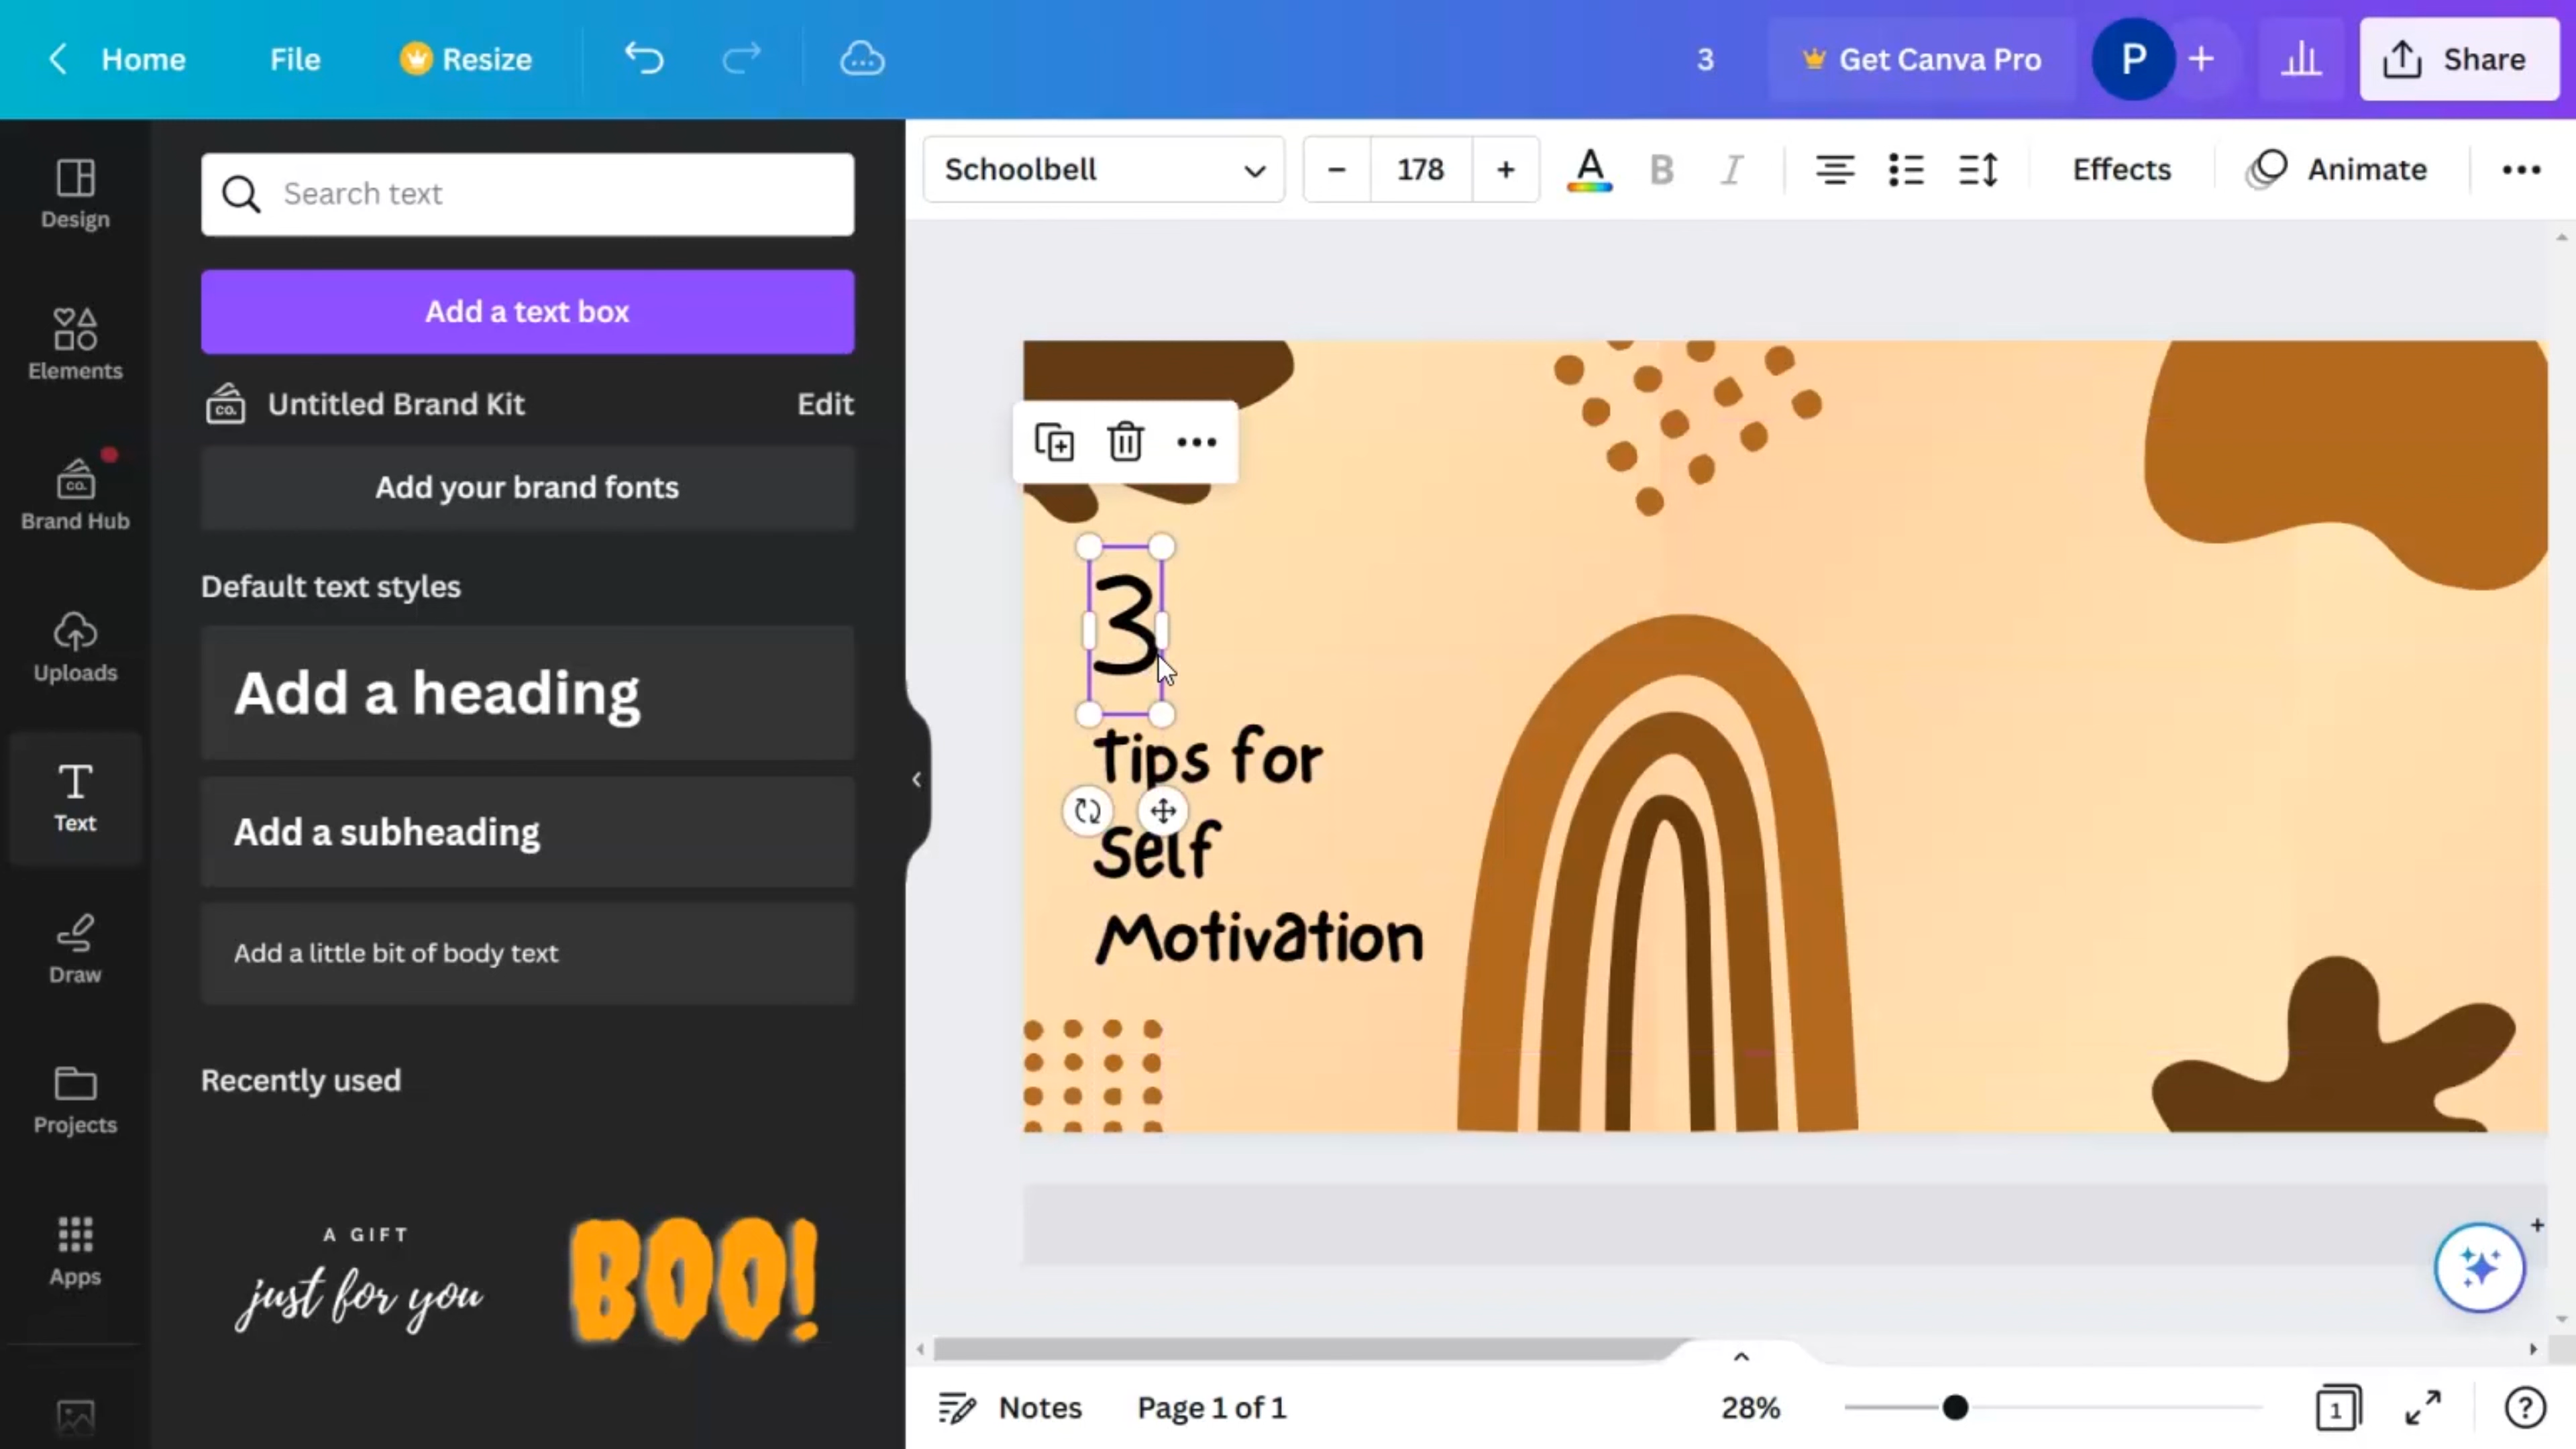 Home File Resize 3 Get Canva Pro P + Share
Schoolbell − 178 + A B I Effects Animate
Design
Elements
Brand Hub
Uploads
Text
Draw
Projects
Apps
Search text
Add a text box
CO. Untitled Brand Kit Edit
Add your brand fonts
Default text styles
Add a heading
Add a subheading
Add a little bit of body text
Recently used
A GIFT
just for you
BOO!
3
Tips for
Self
Motivation
Notes Page 1 of 1 28% 1 ?